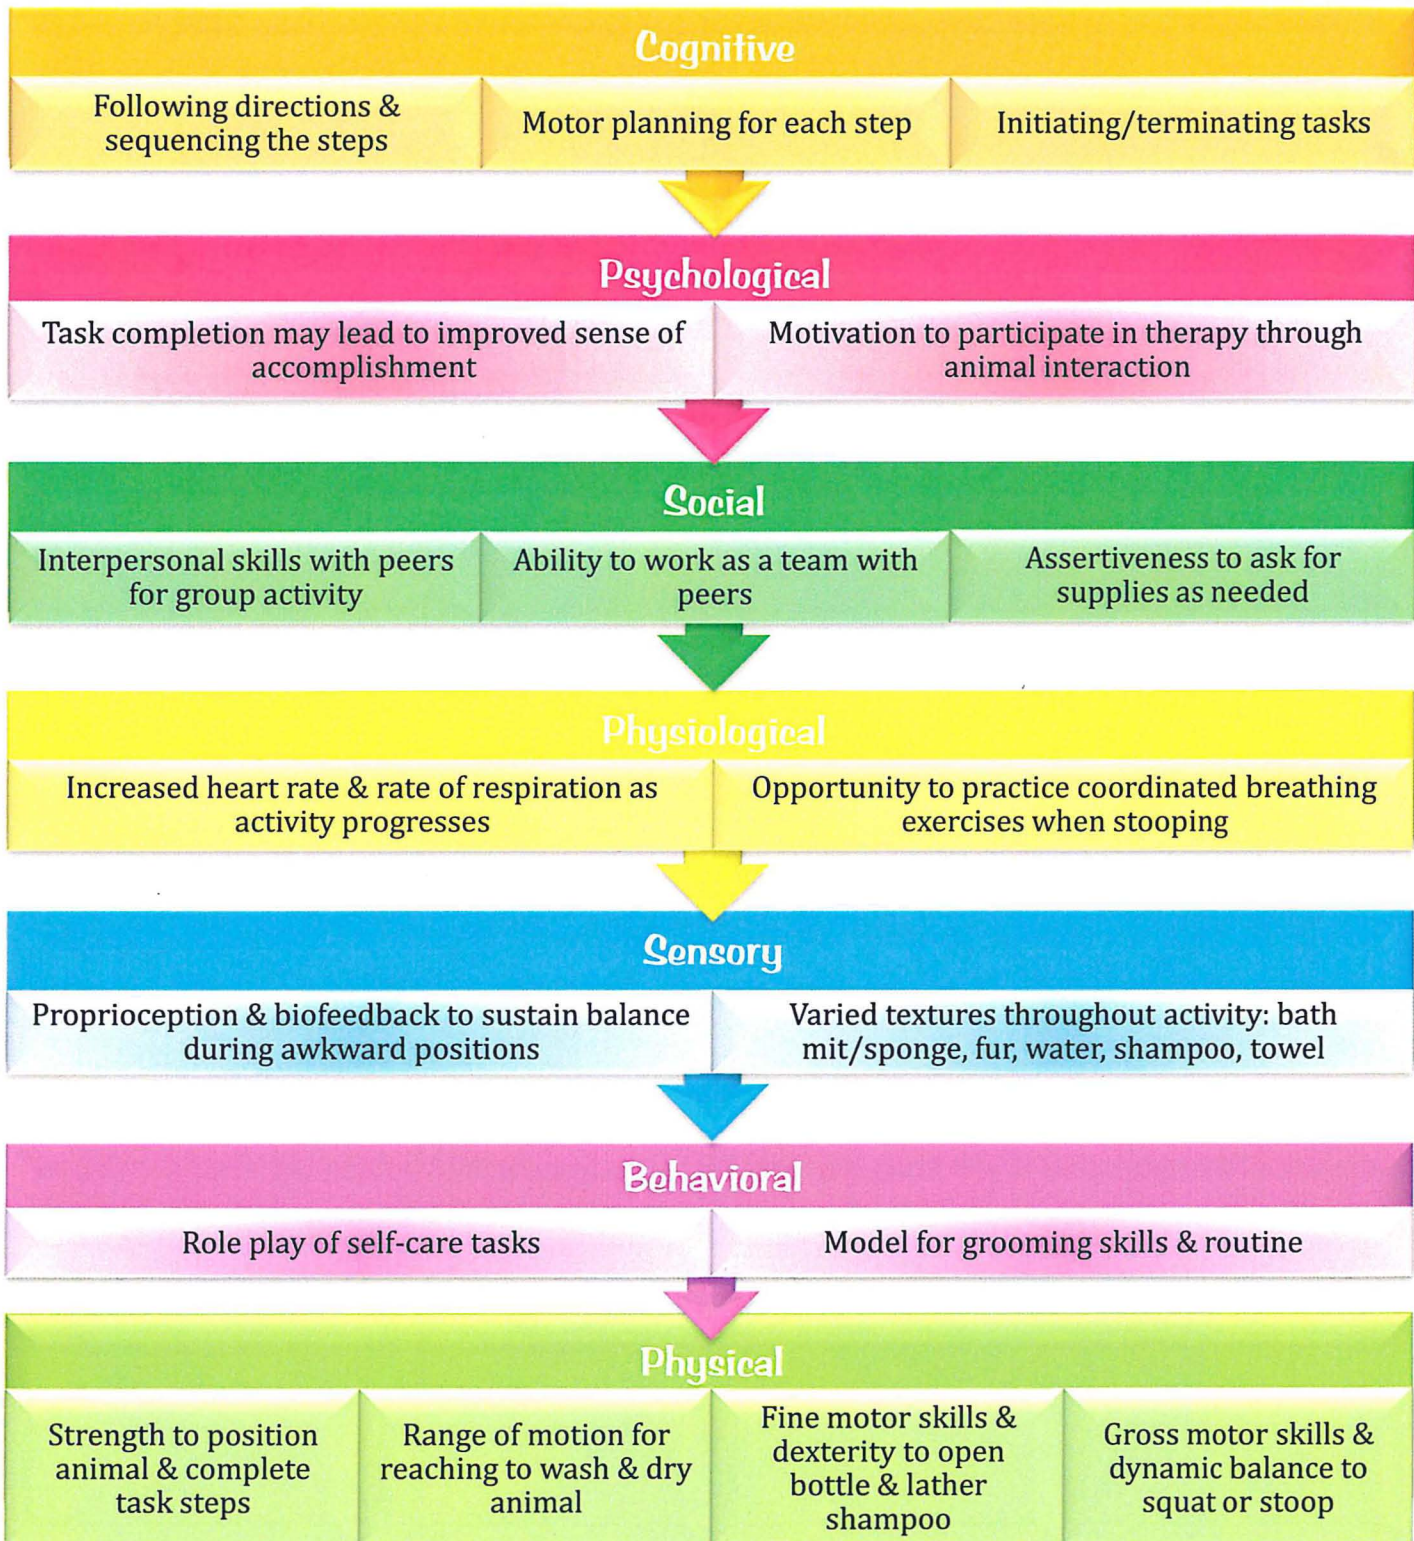 Cognitive
Following directions &
sequencing the steps
Motor planning for each step
Initiating/terminating tasks
Psychological
Task completion may lead to improved sense of
accomplishment
Motivation to participate in therapy through
animal interaction
Social
Interpersonal skills with peers
for group activity
Ability to work as a team with
peers
Assertiveness to ask for
supplies as needed
Physiological
Increased heart rate & rate of respiration as
activity progresses
Opportunity to practice coordinated breathing
exercises when stooping
Sensory
Proprioception & biofeedback to sustain balance
during awkward positions
Varied textures throughout activity: bath
mit/sponge, fur, water, shampoo, towel
Behavioral
Role play of self-care tasks
Model for grooming skills & routine
Physical
Strength to position
animal & complete
task steps
Range of motion for
reaching to wash & dry
animal
Fine motor skills &
dexterity to open
bottle & lather
shampoo
Gross motor skills &
dynamic balance to
squat or stoop